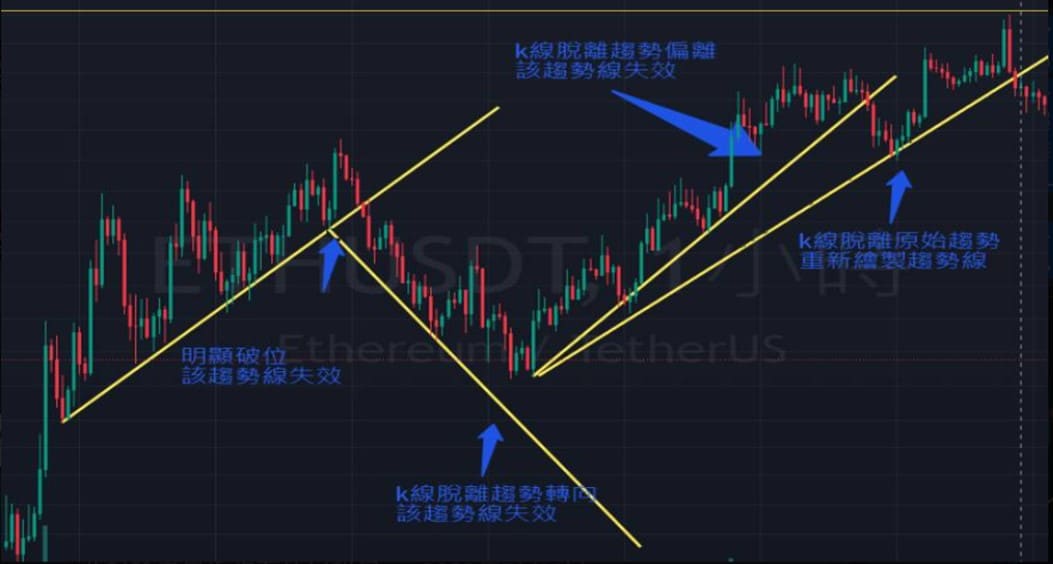 k線脫離趨勢偏離
該趨勢線失效
k線脫離原始趨勢
重新繪製趨勢線
ETHUSDT, 1小時
Ethereum / TetherUS
明顯破位
該趨勢線失效
k線脫離趨勢轉向
該趨勢線失效